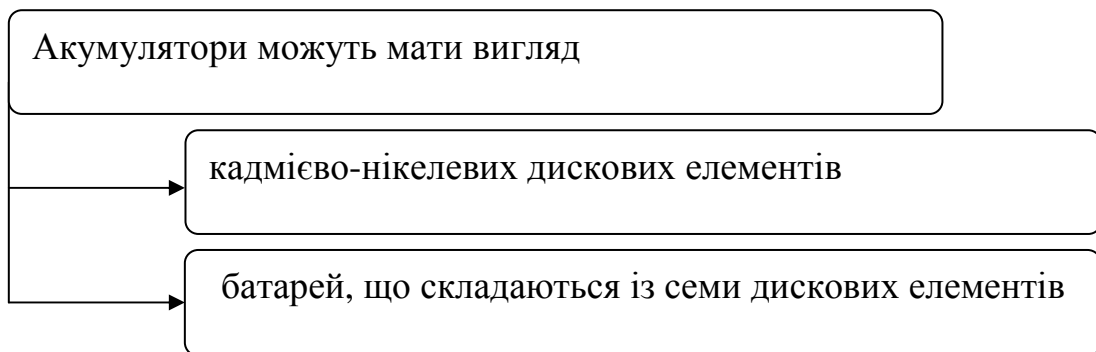 Акумулятори можуть мати вигляд
кадмієво-нікелевих дискових елементів
батарей, що складаються із семи дискових елементів